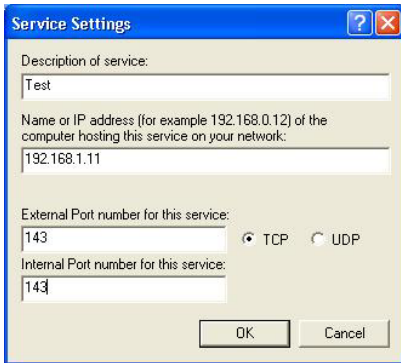 Service Settings
Description of service:
Test
Name or IP address (for example 192.168.0.12) of the
computer hosting this service on your network:
192.168.1.11
External Port number for this service:
143
TCP
UDP
Internal Port number for this service:
143
OK
Cancel